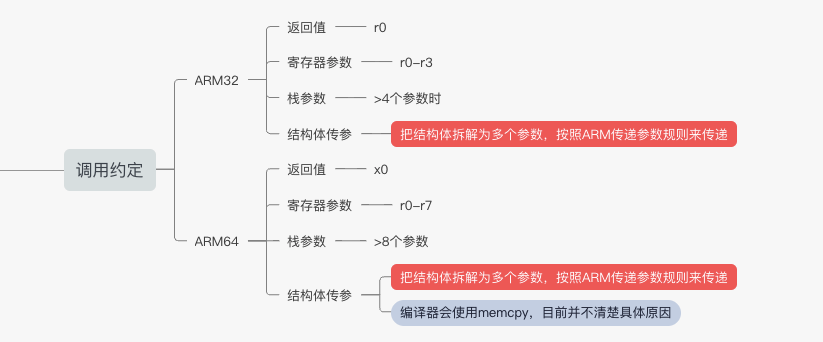 调用约定
ARM32
返回值
r0
寄存器参数
r0-r3
栈参数
>4个参数时
结构体传参
把结构体拆解为多个参数，按照ARM传递参数规则来传递
ARM64
返回值
x0
寄存器参数
r0-r7
栈参数
>8个参数
结构体传参
把结构体拆解为多个参数，按照ARM传递参数规则来传递
编译器会使用memcpy，目前并不清楚具体原因